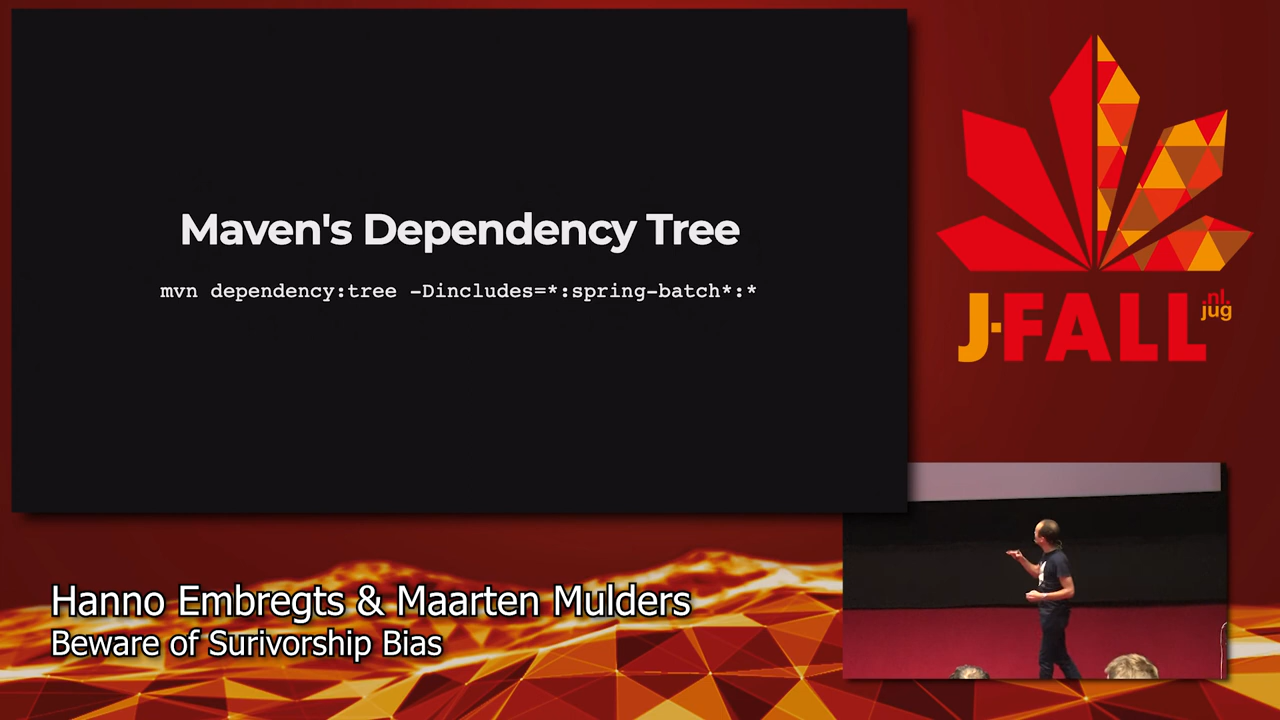 Maven's Dependency Tree
mvn dependency:tree -Dincludes=*:spring-batch*:*
J-FALL
nl.
jug
Hanno Embregts & Maarten Mulders
Beware of Surivorship Bias